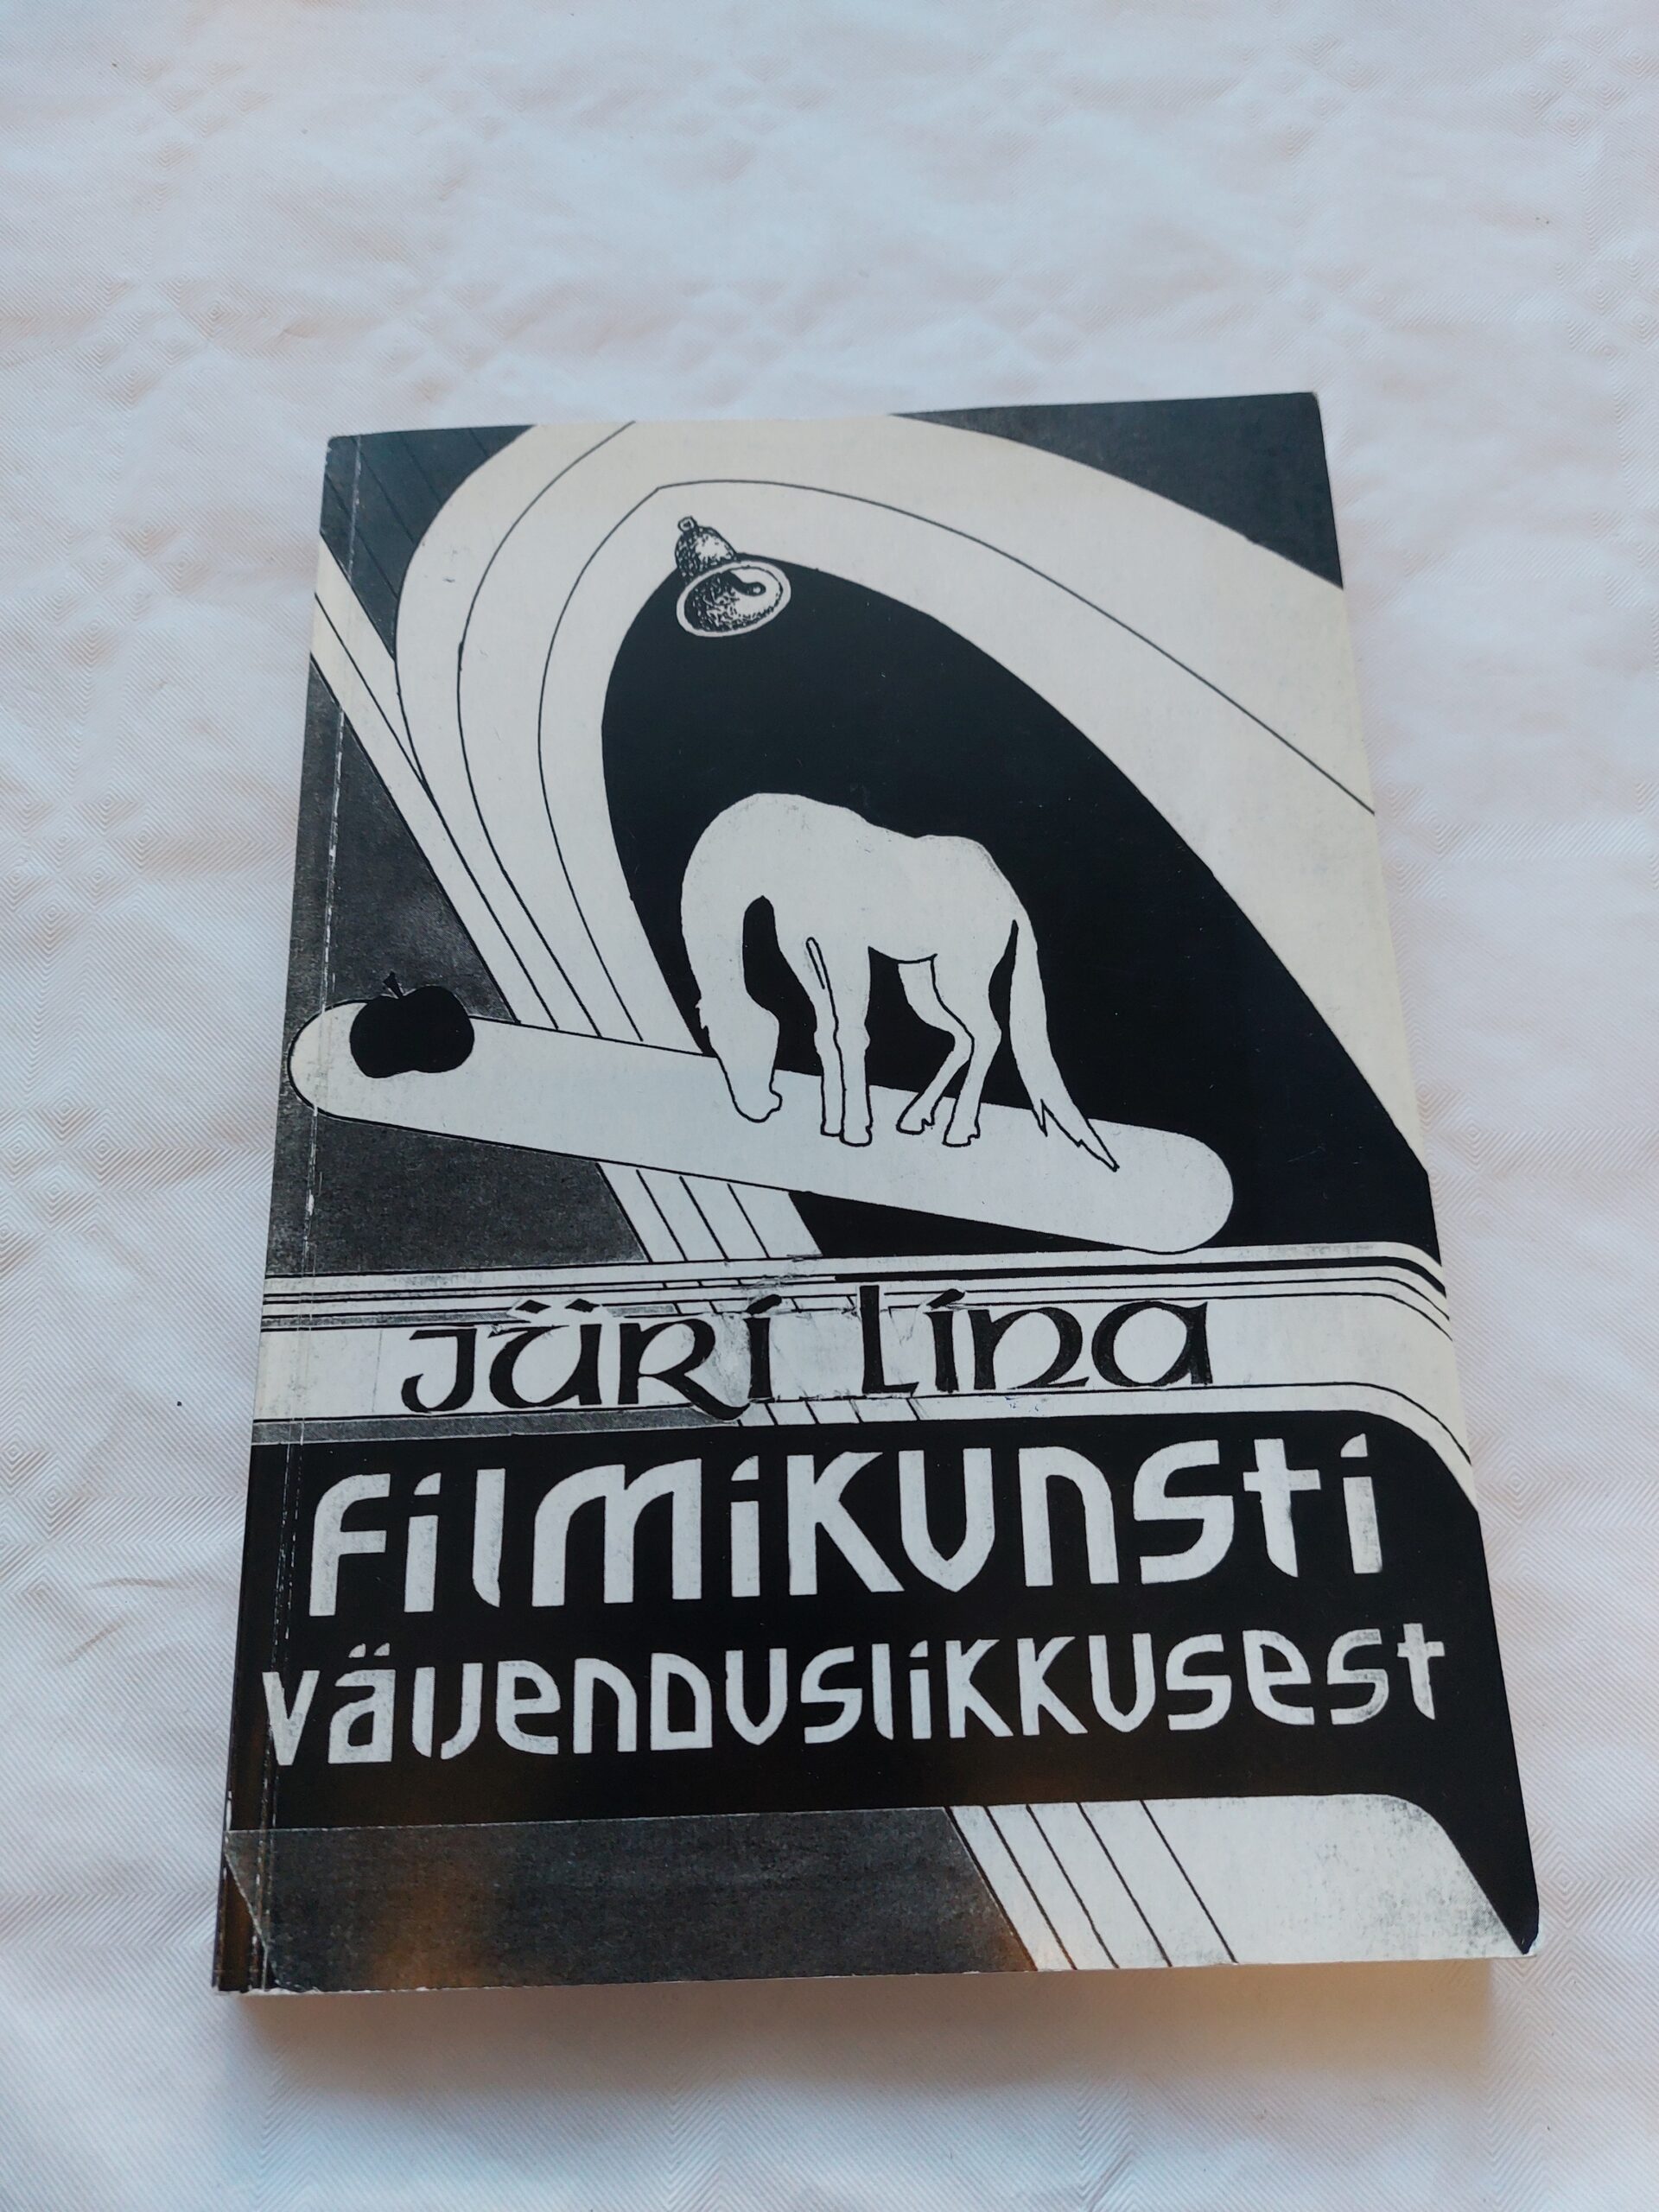 Jüri Lina
Filmikunsti
väljenduslikkusest